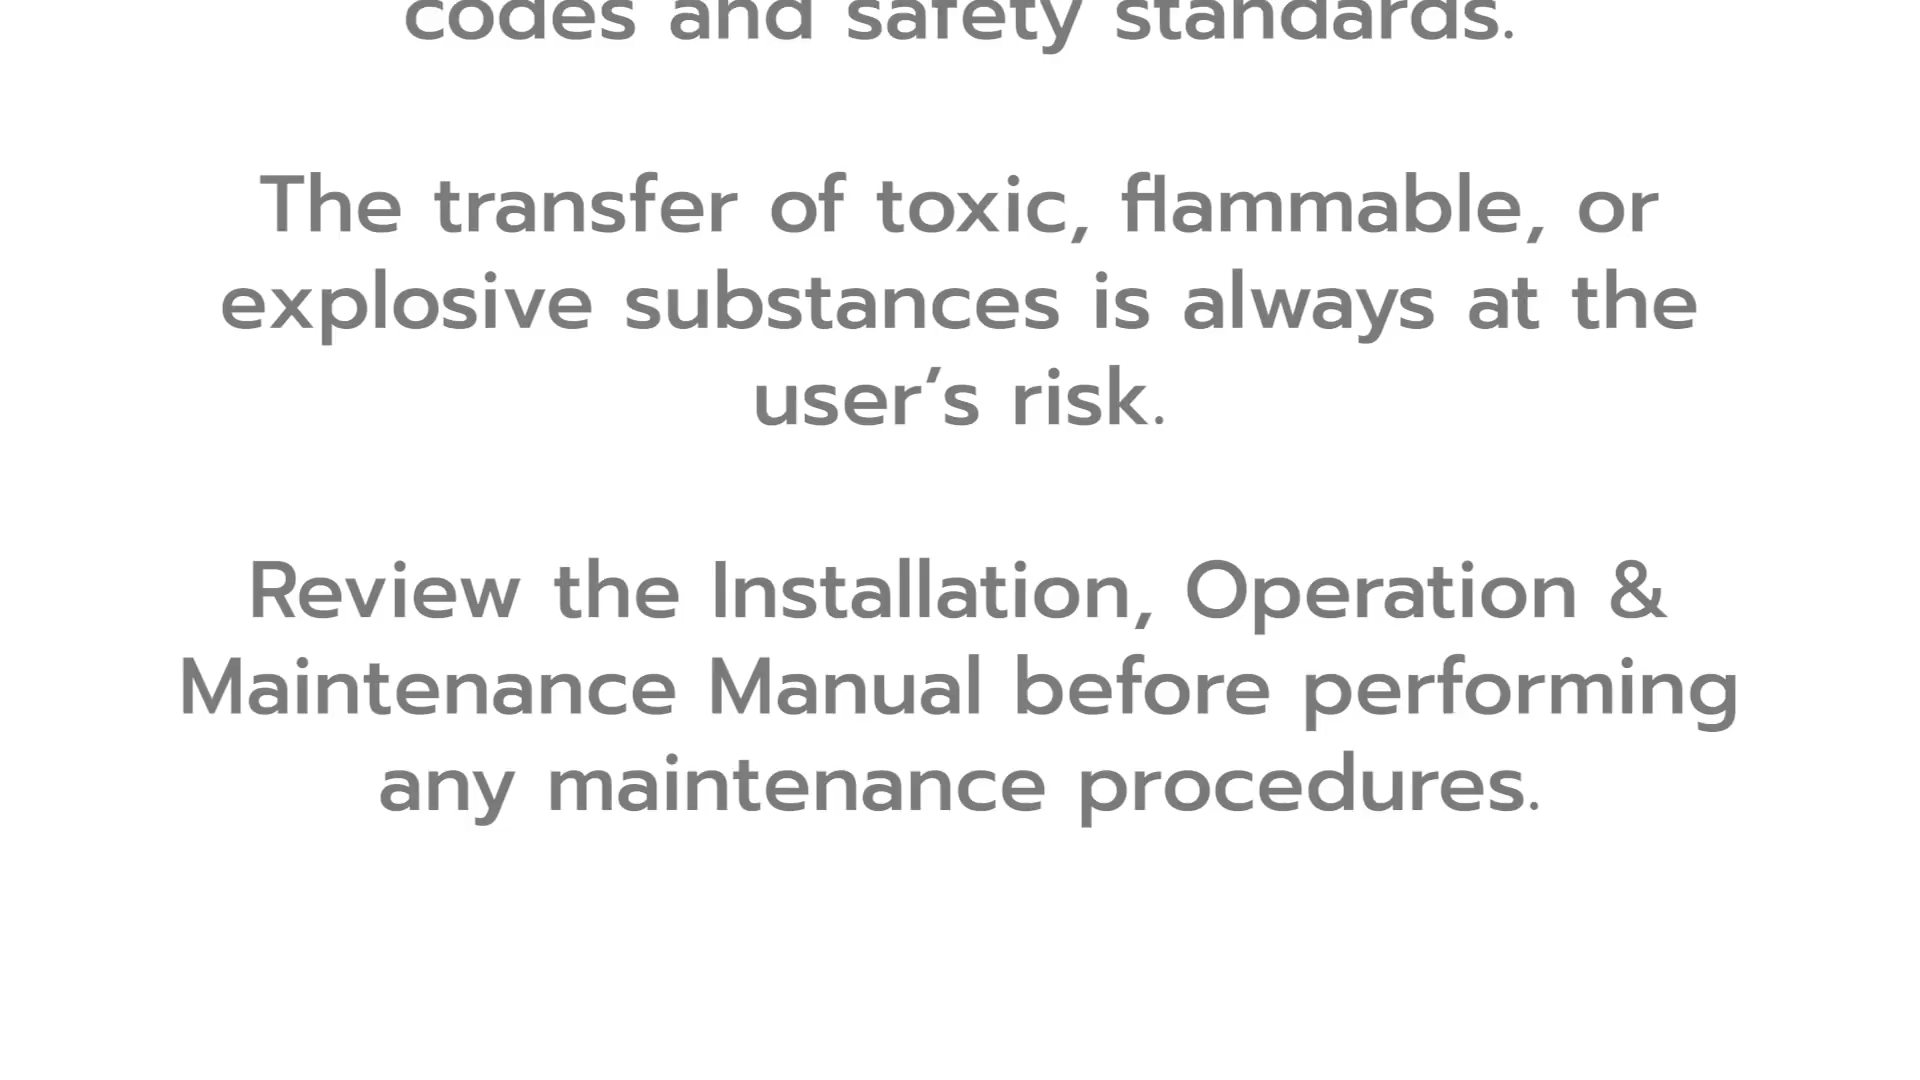 codes and safety standards.
The transfer of toxic, flammable, or
explosive substances is always at the
user’s risk.
Review the Installation, Operation &
Maintenance Manual before performing
any maintenance procedures.